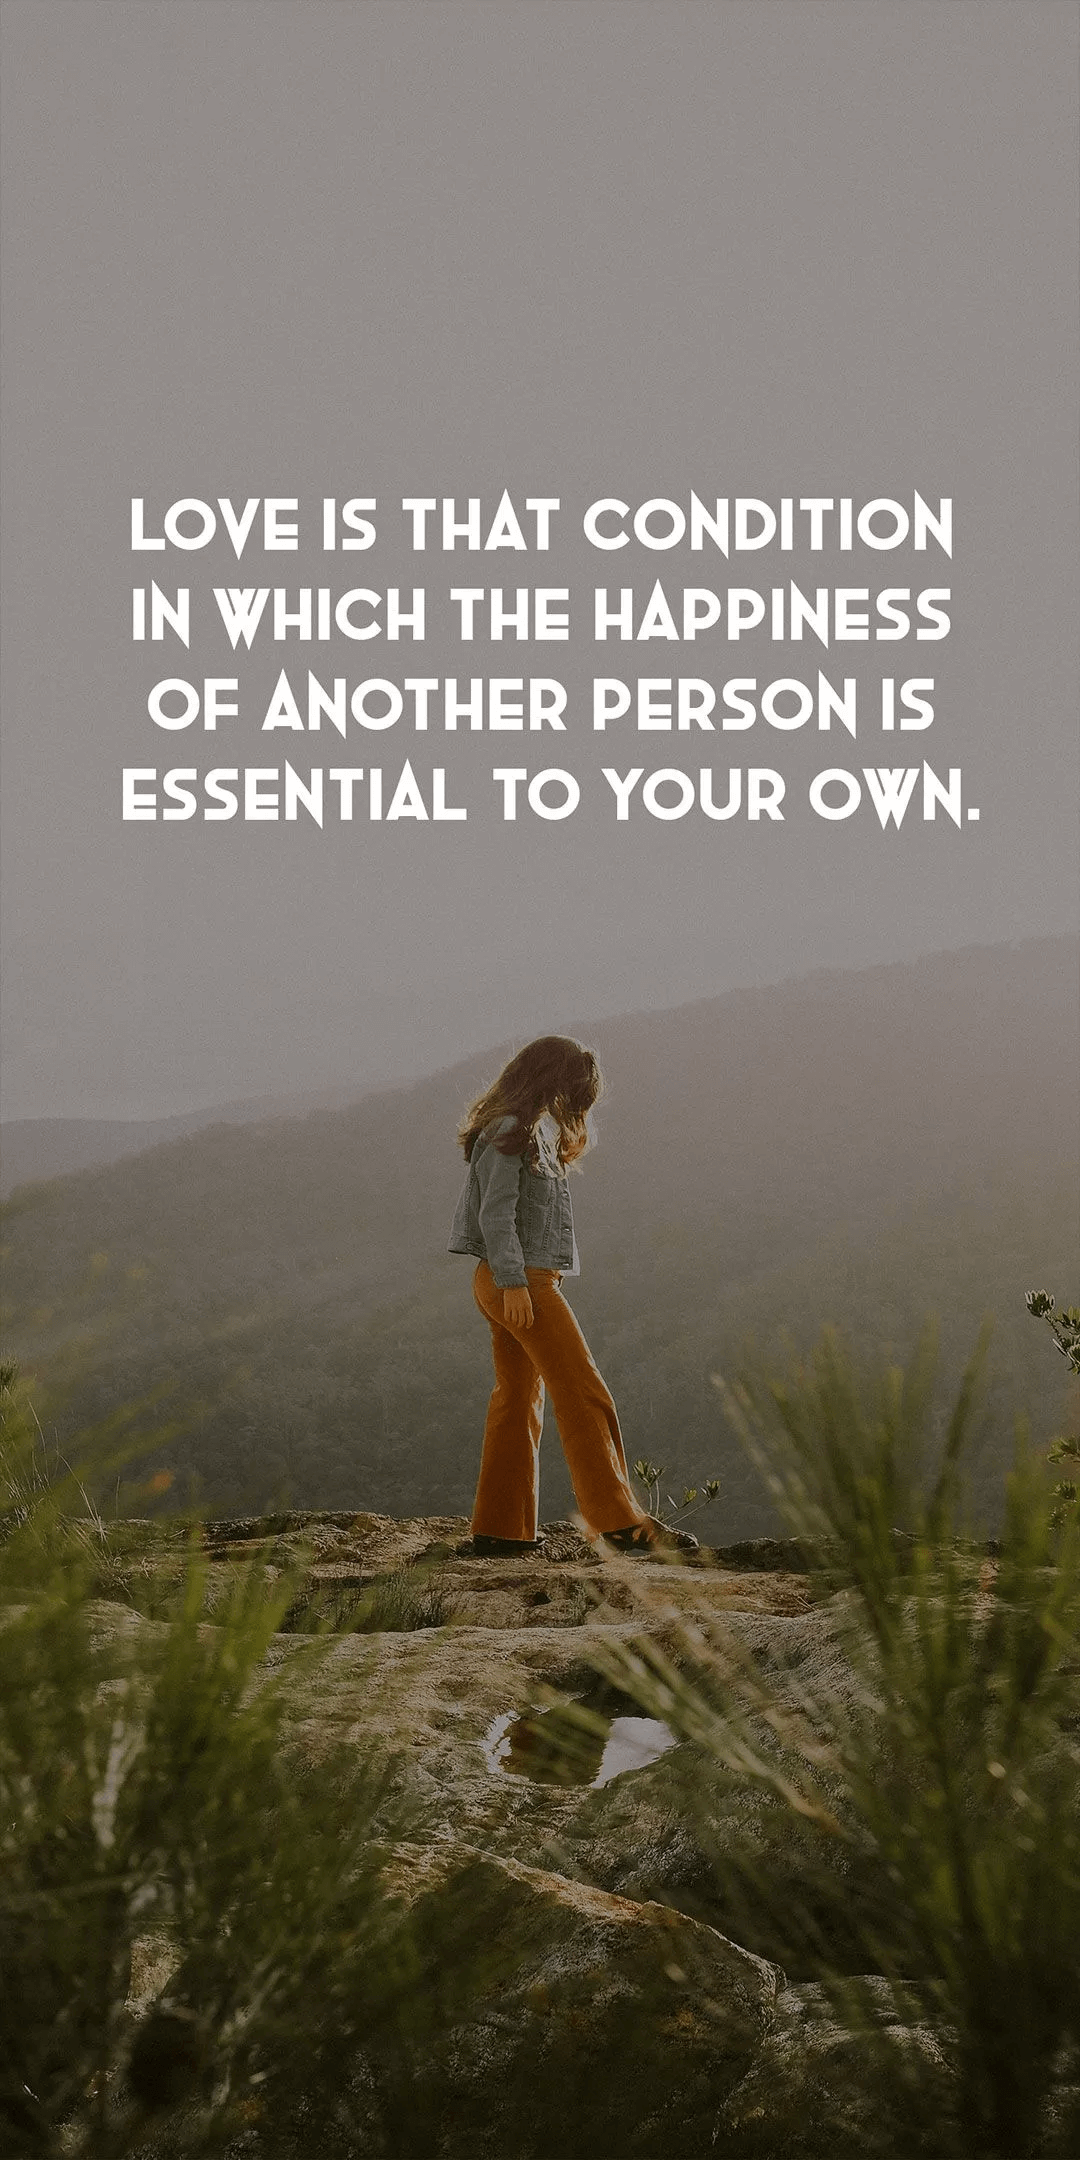 LOVE IS THAT CONDITION
IN WHICH THE HAPPINESS
OF ANOTHER PERSON IS
ESSENTIAL TO YOUR OWN.